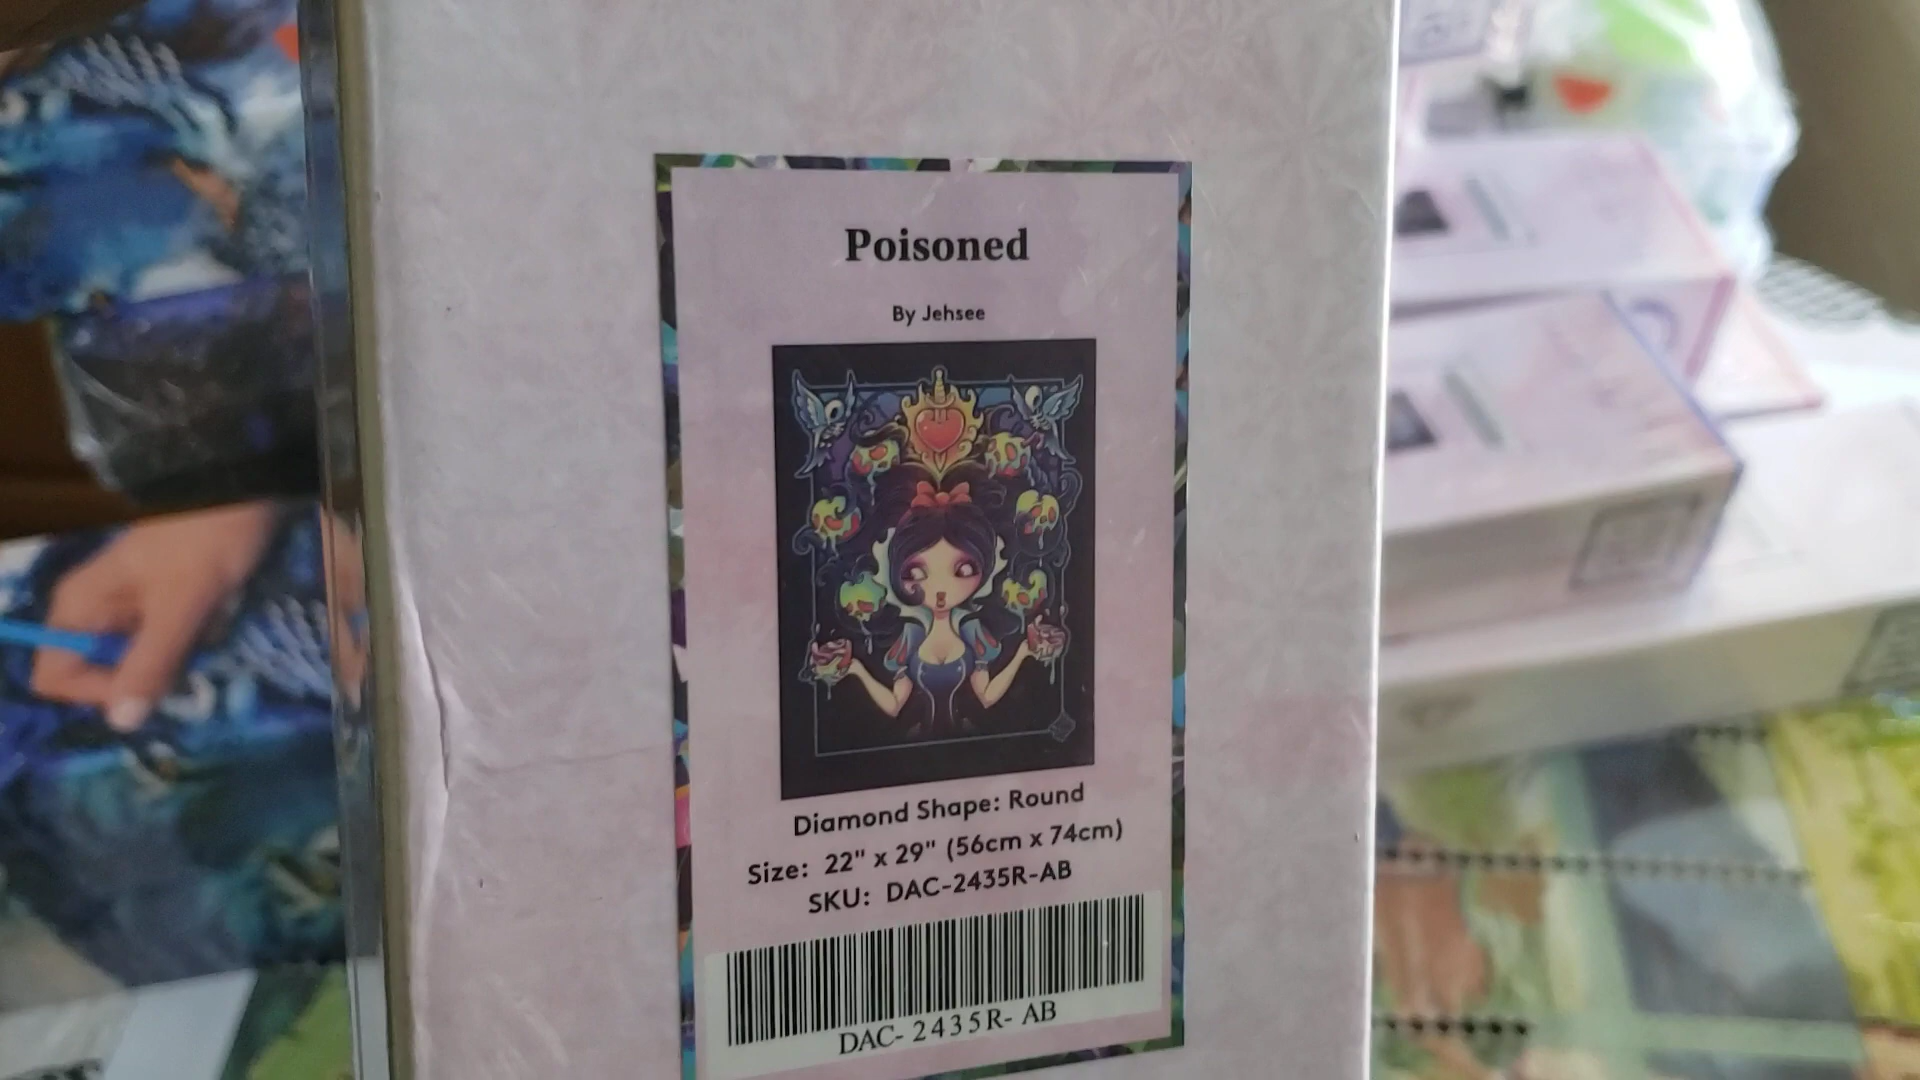 Poisoned
By Jehsee
Diamond Shape: Round
Size: 22" x 29" (56cm x 74cm)
SKU: DAC-2435R-AB
DAC- 2435R- AB